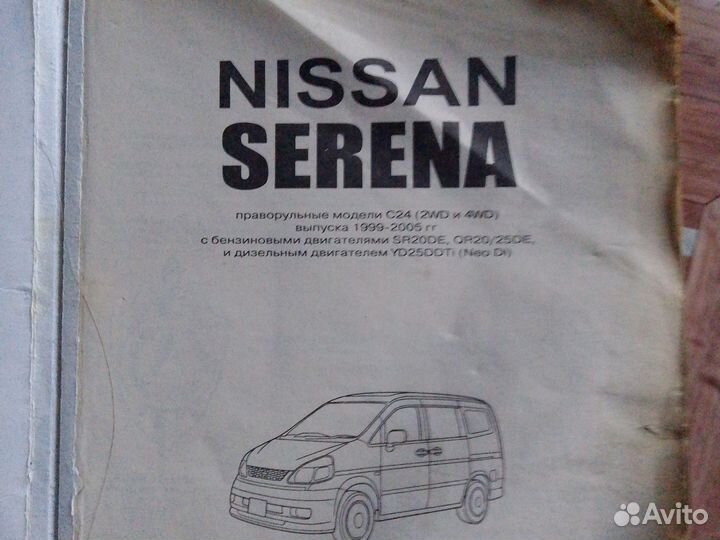 NISSAN
SERENA
праворульные модели C24 (2WD и 4WD)
выпуска 1999-2005 гг
с бензиновыми двигателями SR20DE, QR20/25DE,
и дизельным двигателем YD25DDTi (Neo Di)
Avito